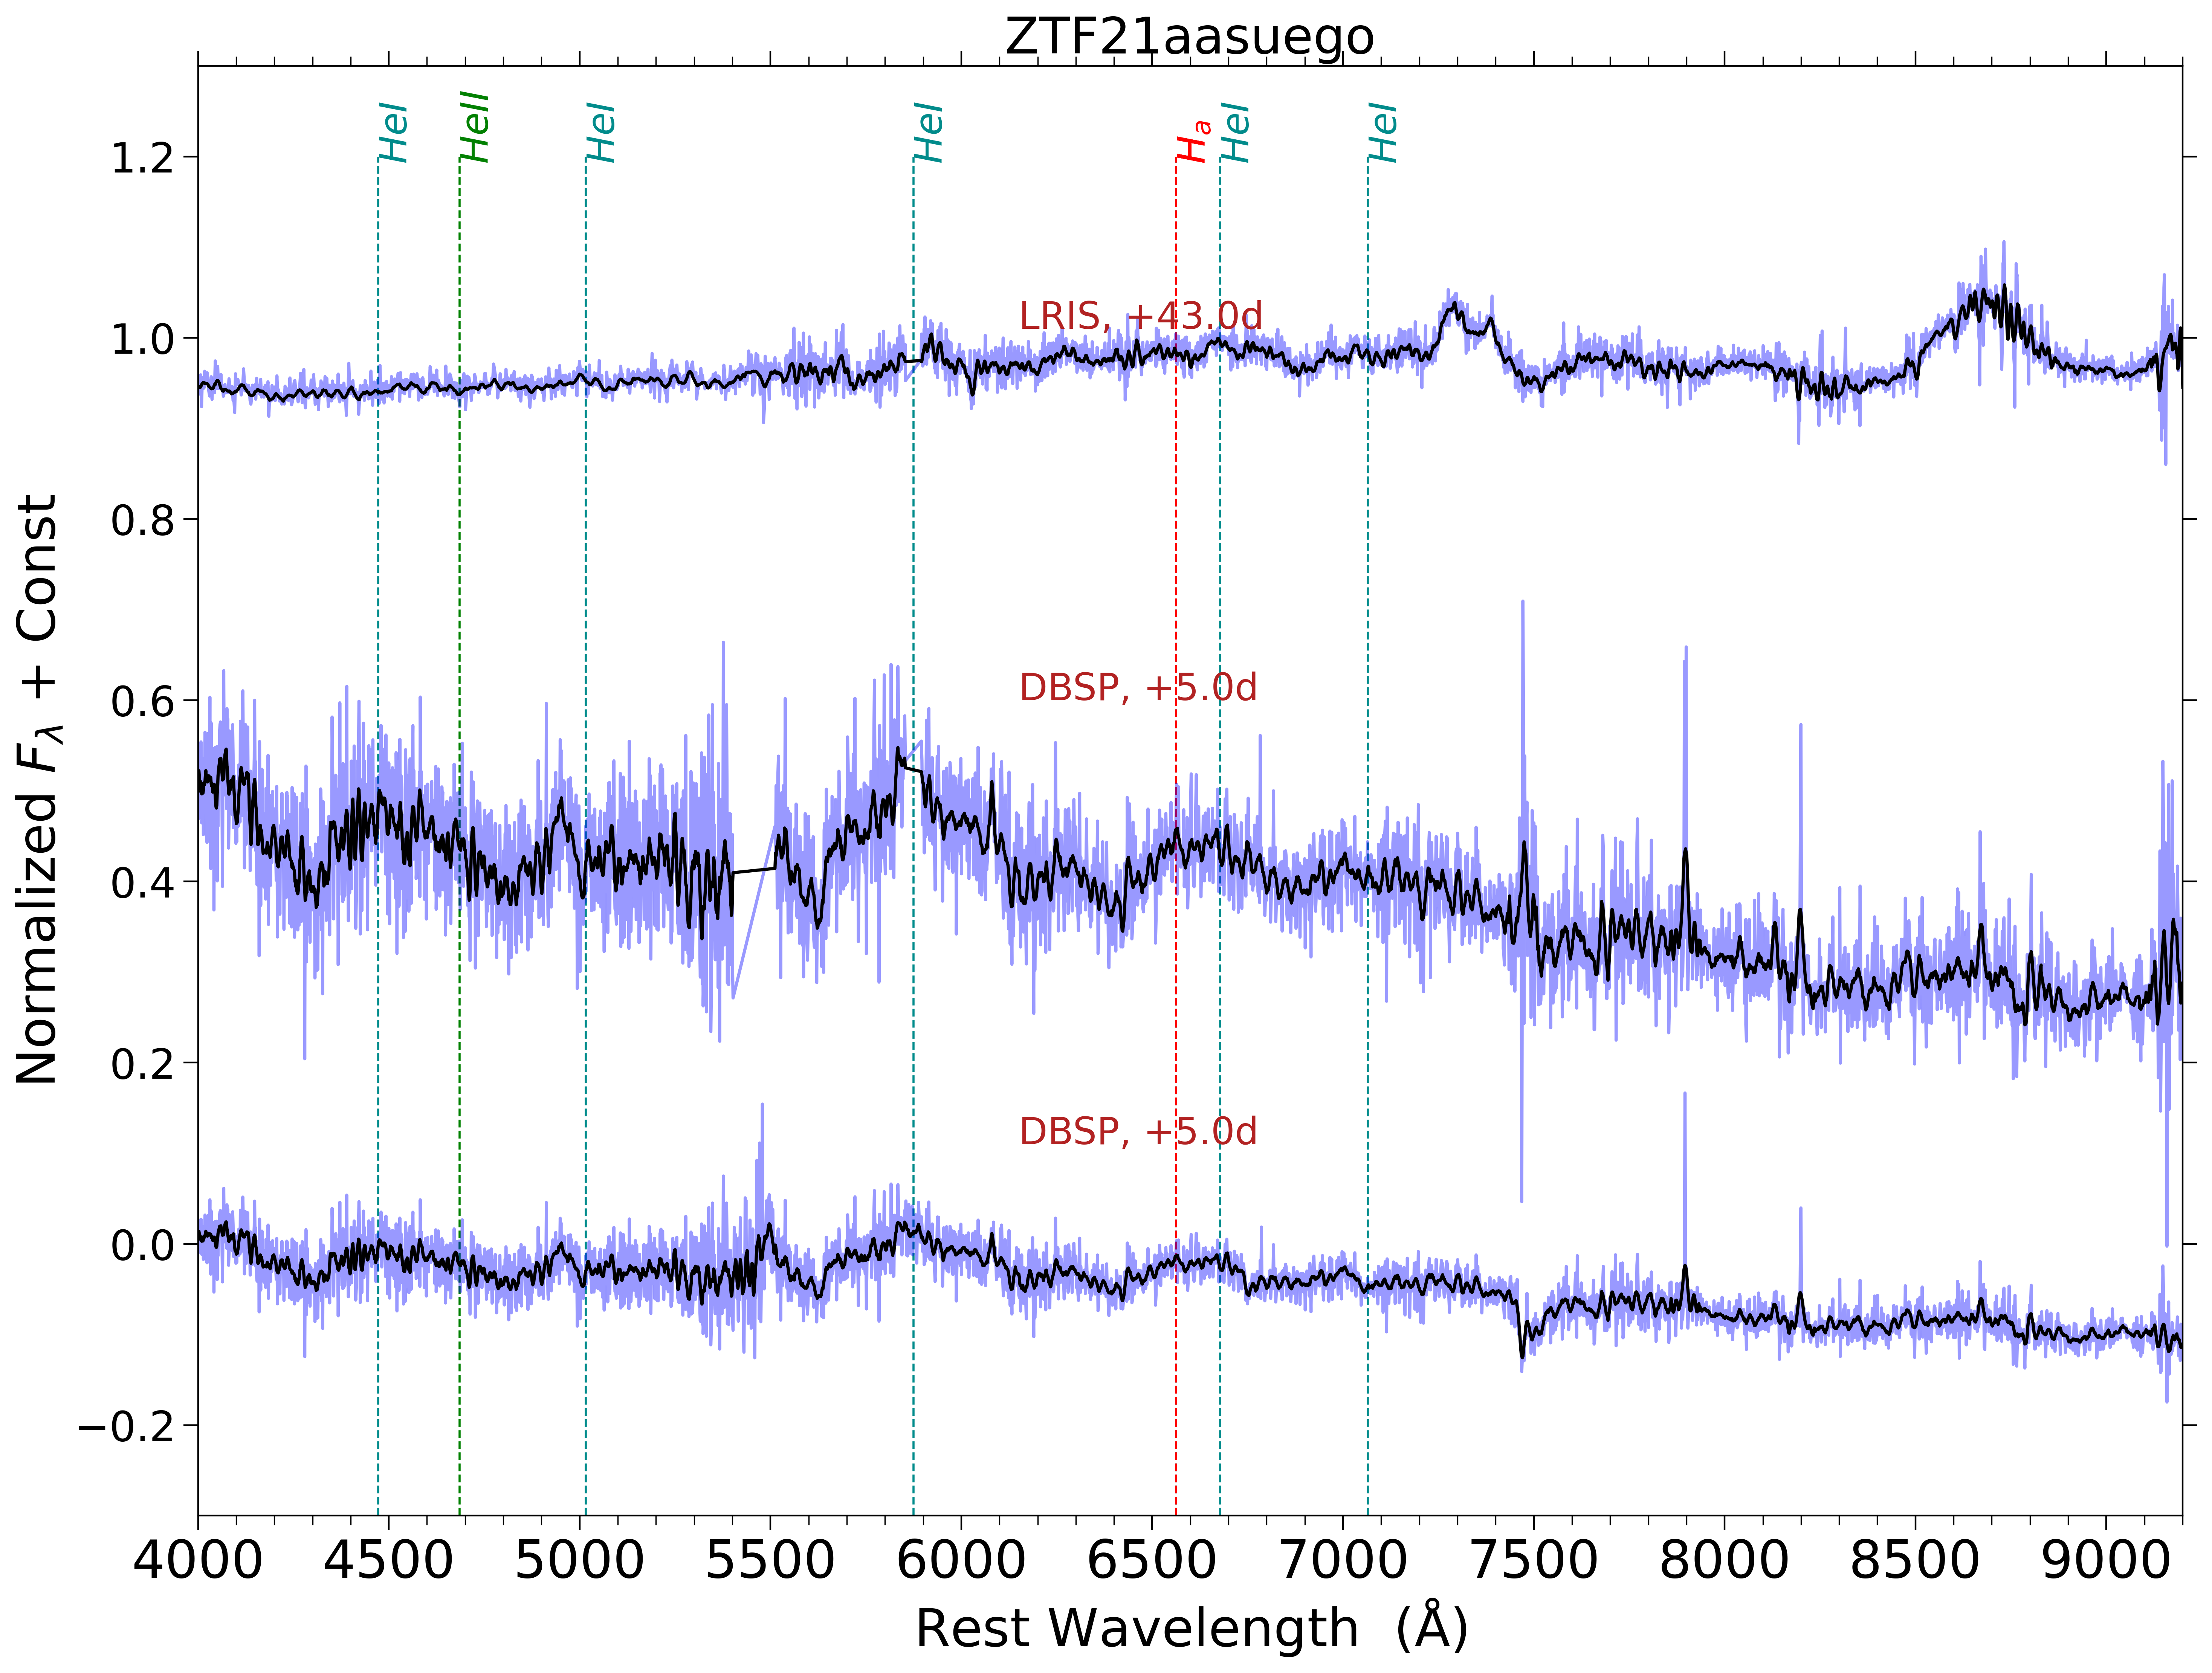 ZTF21aasuego
HeI
HeII
HeI
HeI
Ha
HeI
HeI
LRIS, +43.0d
DBSP, +5.0d
DBSP, +5.0d
Normalized Fλ + Const
1.2
1.0
0.8
0.6
0.4
0.2
0.0
−0.2
4000 4500 5000 5500 6000 6500 7000 7500 8000 8500 9000
Rest Wavelength (Å)